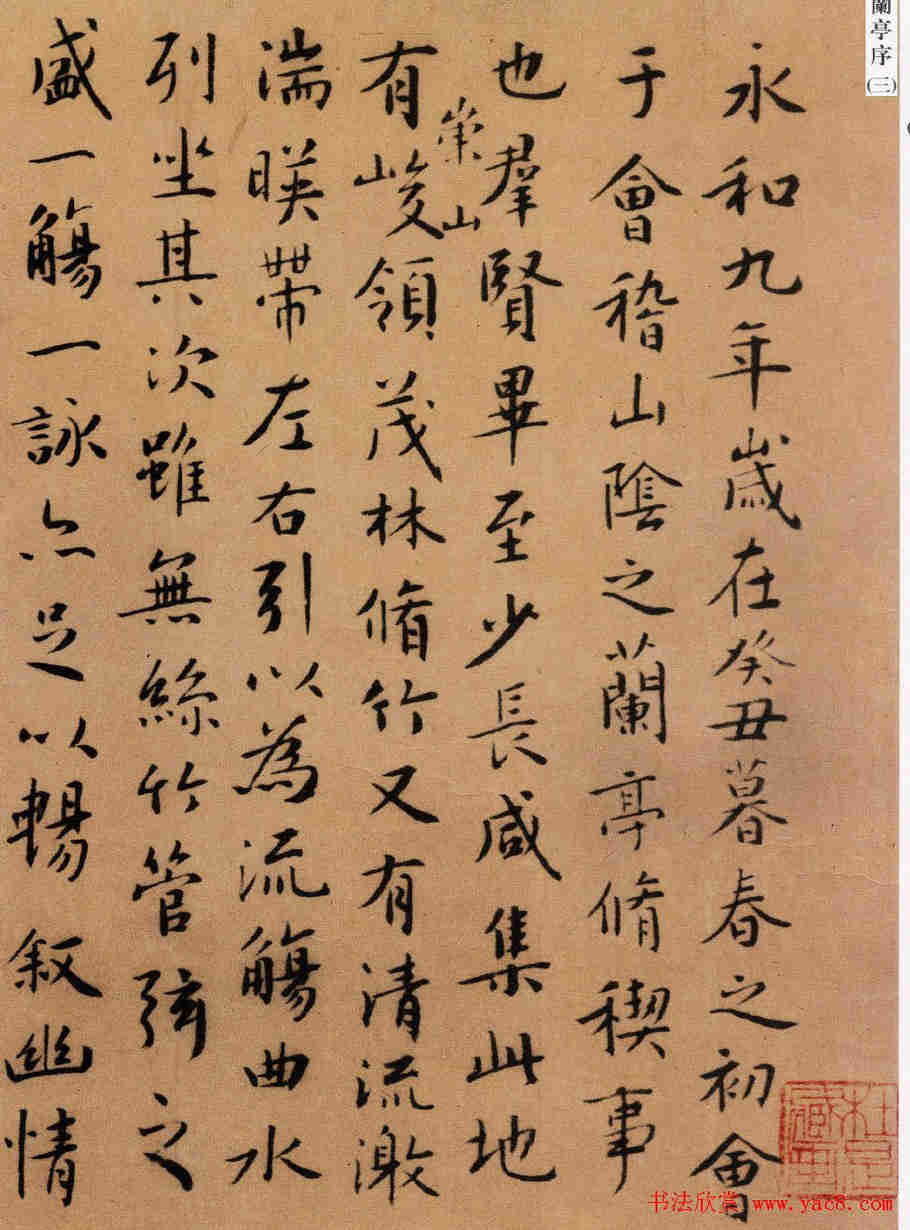 蘭亭序(三)
永和九年歲在癸丑暮春之初會
于會稽山陰之蘭亭脩稧事
也羣賢畢至少長咸集此地
崇山
有峻領茂林脩竹又有清流激
湍暎帶左右引以為流觴曲水
列坐其次雖無絲竹管弦之
盛一觴一詠亦足以暢叙幽情
书法欣赏 www.yac8.com